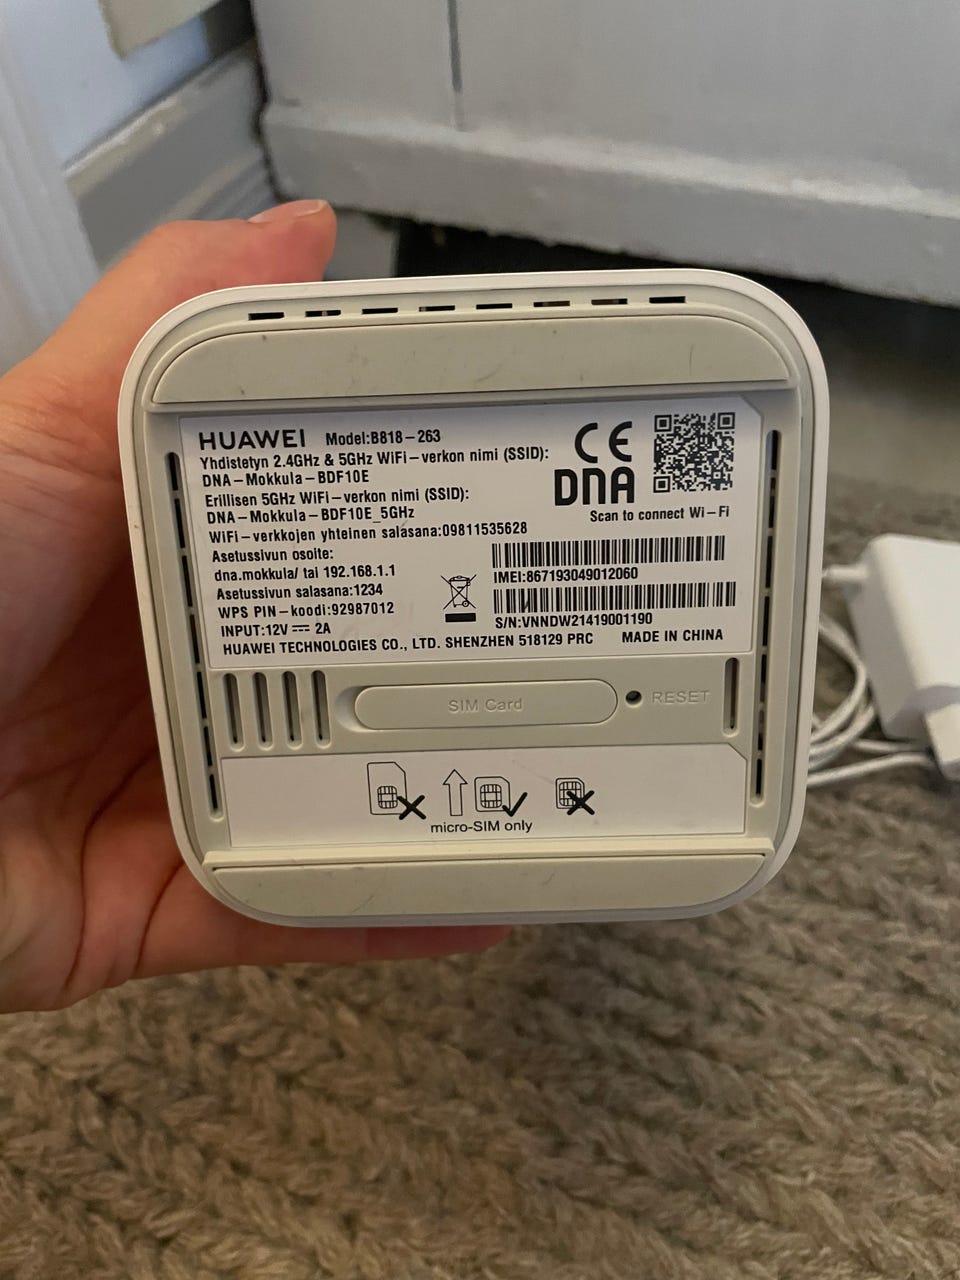 HUAWEI Model:B818-263
Yhdistetyn 2.4GHz & 5GHz WiFi-verkon nimi (SSID):
DNA-Mokkula-BDF10E
Erillisen 5GHz WiFi-verkon nimi (SSID):
DNA-Mokkula-BDF10E_5GHz
WiFi-verkkojen yhteinen salasana:09811535628
Asetussivun osoite:
dna.mokkula/ tai 192.168.1.1
Asetussivun salasana:1234
WPS PIN-koodi:92987012
INPUT:12V⎓2A
HUAWEI TECHNOLOGIES CO., LTD. SHENZHEN 518129 PRC MADE IN CHINA
CE
DNA
Scan to connect Wi-Fi
IMEI:867193049012060
S/N:VNNDW21419001190
SIM Card
RESET
micro-SIM only